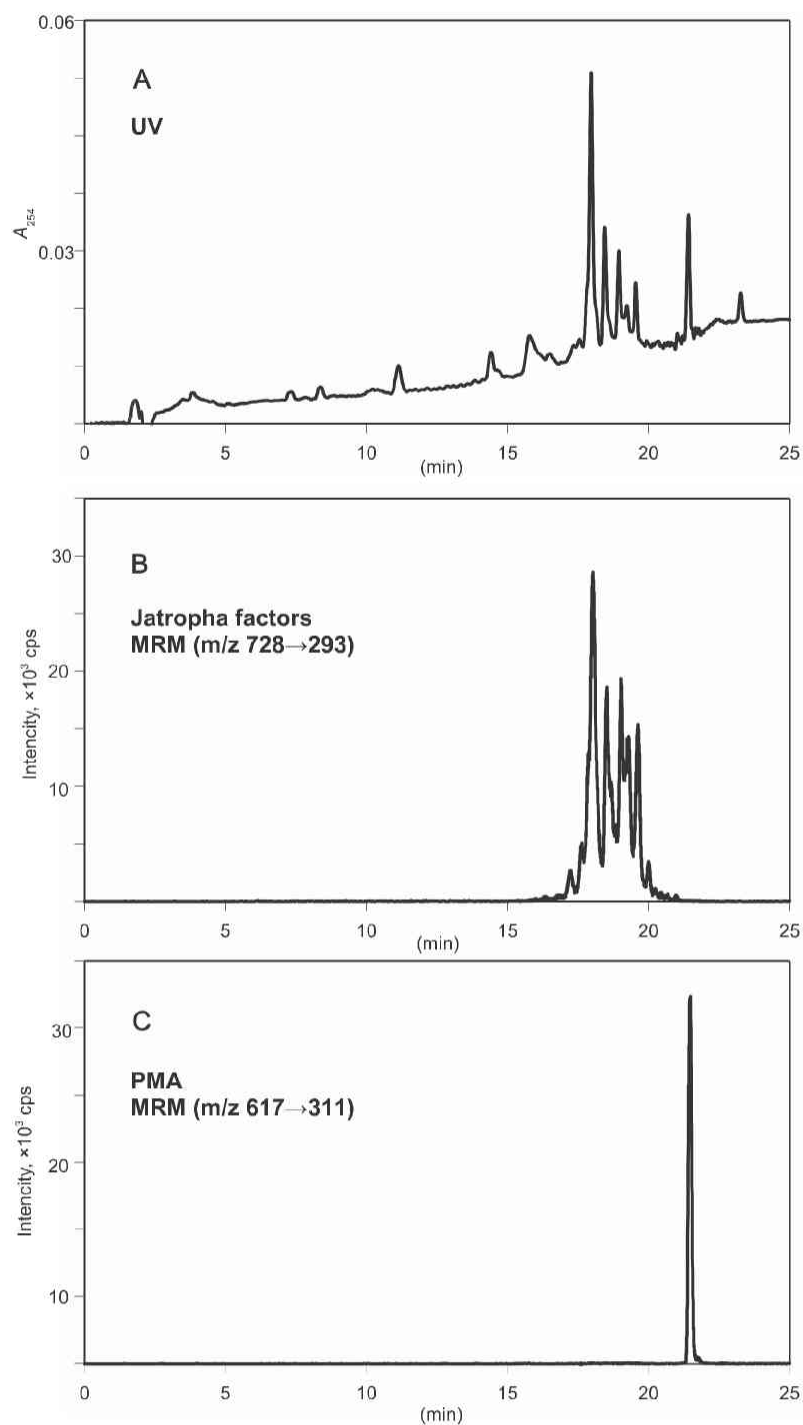 0.06
A
UV
A254
0.03
0 5 10 15 20 25
(min)
B
30
Jatropha factors
MRM (m/z 728→293)
20
Intencity, ×10³ cps
10
0 5 10 15 20 25
(min)
C
30
PMA
MRM (m/z 617→311)
20
Intencity, ×10³ cps
10
0 5 10 15 20 25
(min)